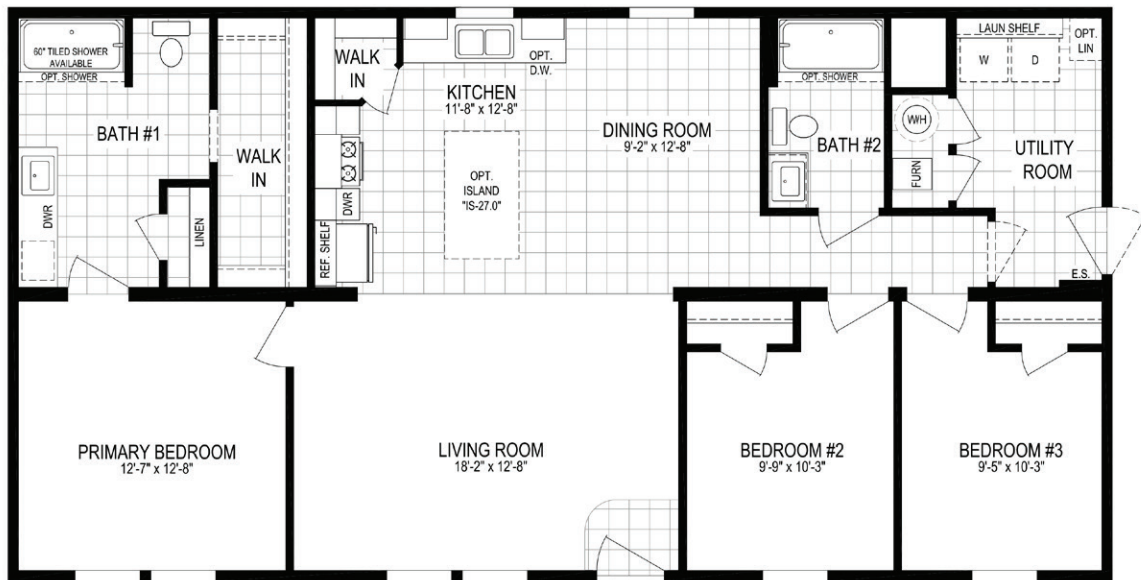 60" TILED SHOWER
AVAILABLE
OPT. SHOWER
BATH #1
DWR
LINEN
WALK
IN
WALK
IN
OPT.
D.W.
KITCHEN
11'-8" x 12'-8"
OPT.
ISLAND
"IS-27.0"
DWR
REF. SHELF
DINING ROOM
9'-2" x 12'-8"
OPT. SHOWER
BATH #2
W/H
FURN
LAUN SHELF
W
D
OPT.
LIN
UTILITY
ROOM
E.S.
PRIMARY BEDROOM
12'-7" x 12'-8"
LIVING ROOM
18'-2" x 12'-8"
BEDROOM #2
9'-9" x 10'-3"
BEDROOM #3
9'-5" x 10'-3"